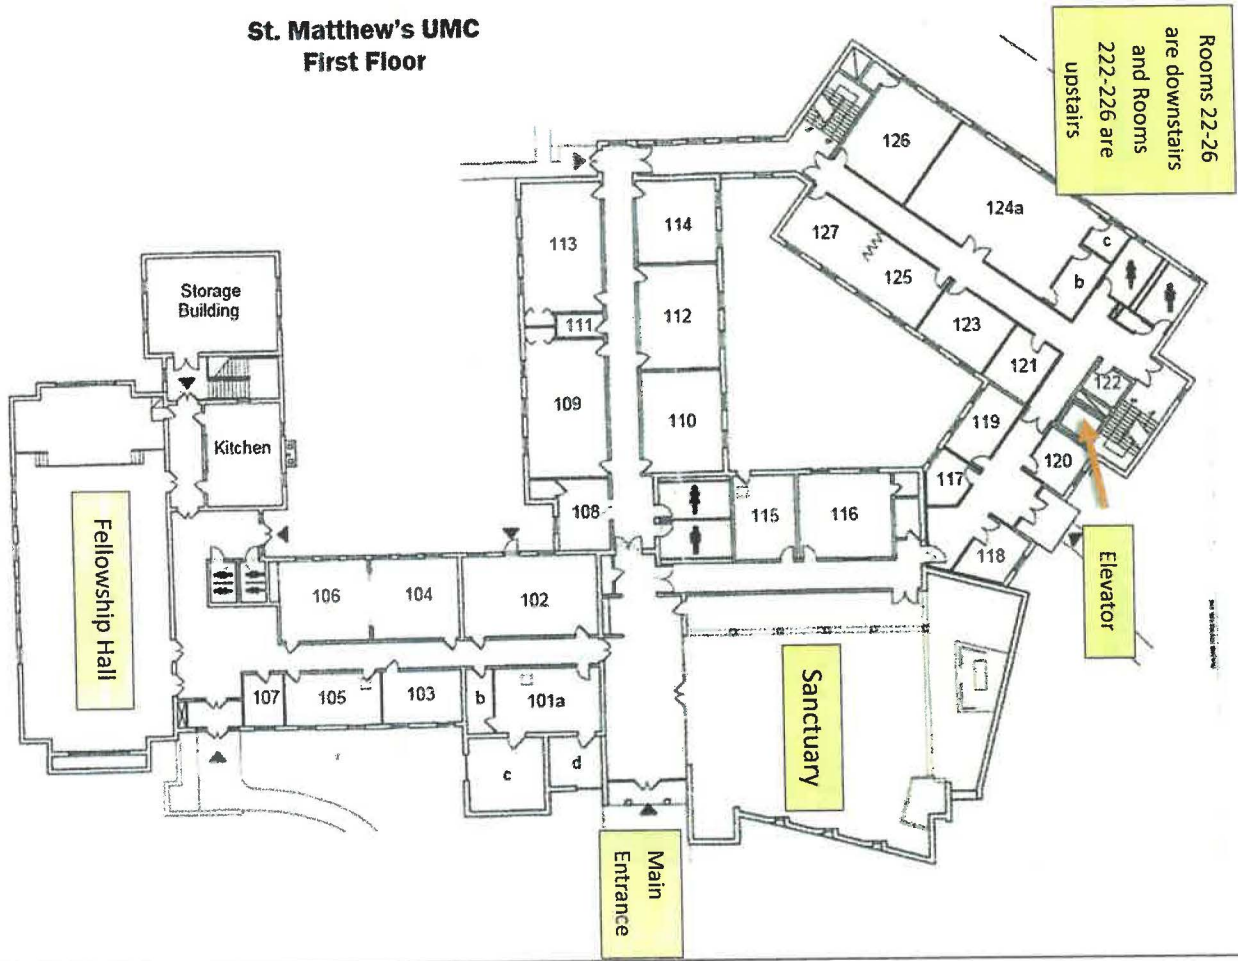 St. Matthew's UMC
First Floor
Rooms 22-26
are downstairs
and Rooms
222-226 are
upstairs
126
124a
c
b
127
125
123
121
122
119
120
117
118
Elevator
113
114
111
112
109
110
108
115
116
Storage
Building
Kitchen
Fellowship Hall
106
104
102
107
105
103
b
101a
c
d
Sanctuary
Main
Entrance